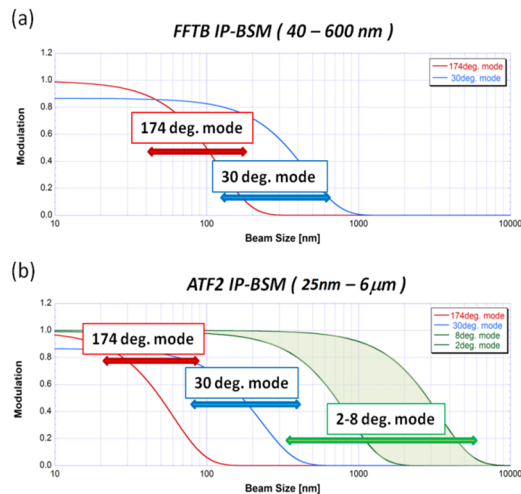 (a)
FFTB IP-BSM ( 40 – 600 nm )
1.2
1.0
0.8
0.6
0.4
0.2
0.0
Modulation
174deg. mode
30deg. mode
174 deg. mode
30 deg. mode
10
100
1000
10000
Beam Size [nm]
(b)
ATF2 IP-BSM ( 25nm – 6μm )
1.2
1.0
0.8
0.6
0.4
0.2
0.0
Modulation
174deg. mode
30deg. mode
8deg. mode
2deg. mode
174 deg. mode
30 deg. mode
2-8 deg. mode
10
100
1000
10000
Beam Size [nm]